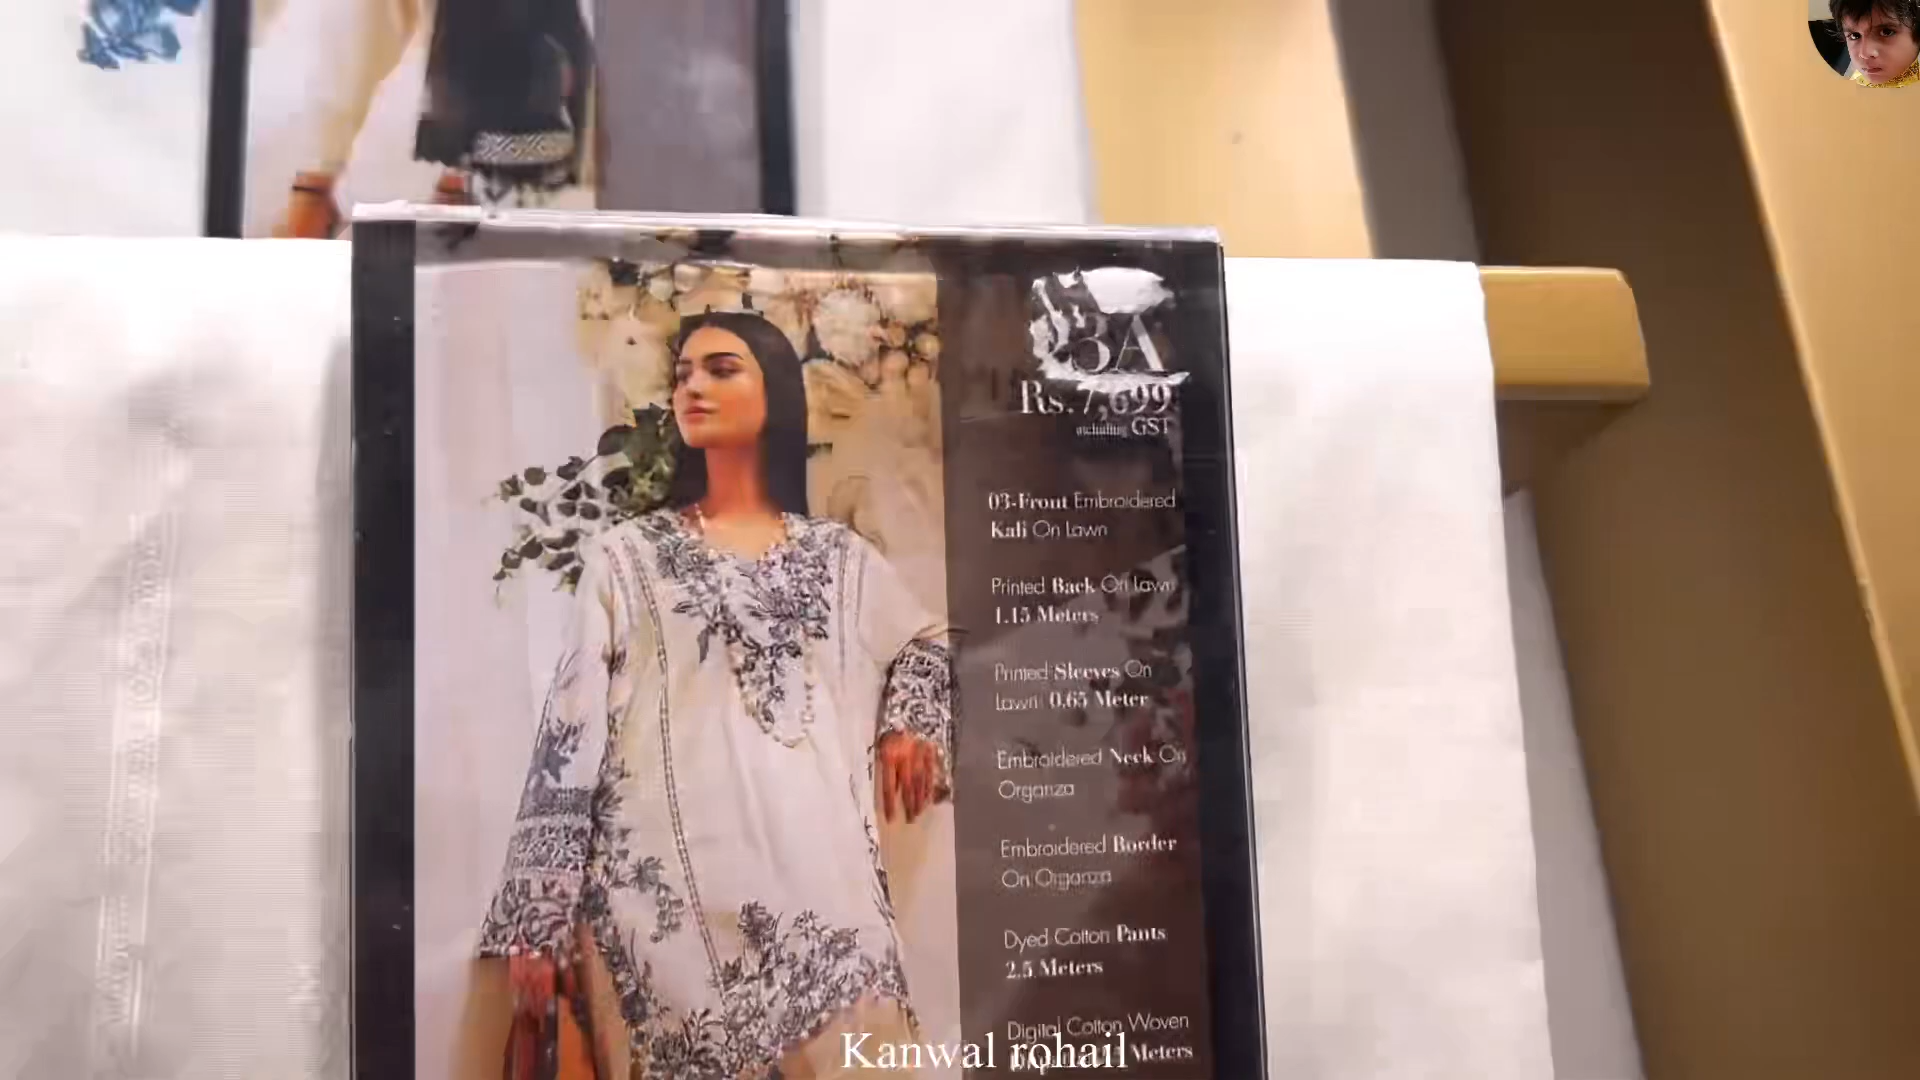 3A
Rs.7,699
including GST
03-Front Embroidered
Kali On Lawn
Printed Back On Lawn
1.15 Meters
Printed Sleeves On
Lawn 0.65 Meter
Embroidered Neck On
Organza
Embroidered Border
On Organza
Dyed Cotton Pants
2.5 Meters
Digital Cotton Woven
Meters
Kanwal rohail